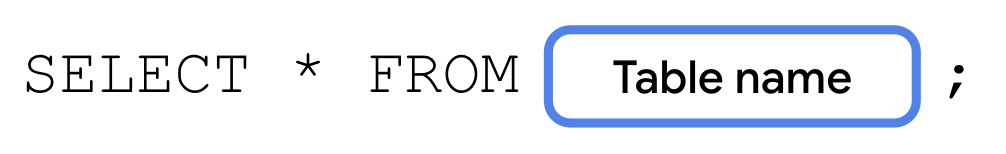 SELECT * FROM Table name ;